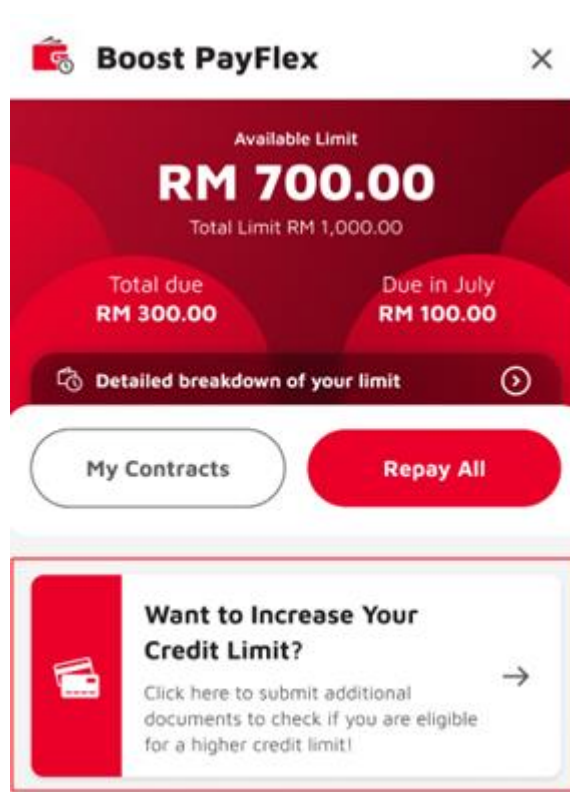 Boost PayFlex
Available Limit
RM 700.00
Total Limit RM 1,000.00
Total due
RM 300.00
Due in July
RM 100.00
Detailed breakdown of your limit
My Contracts
Repay All
Want to Increase Your
Credit Limit?
Click here to submit additional
documents to check if you are eligible
for a higher credit limit!